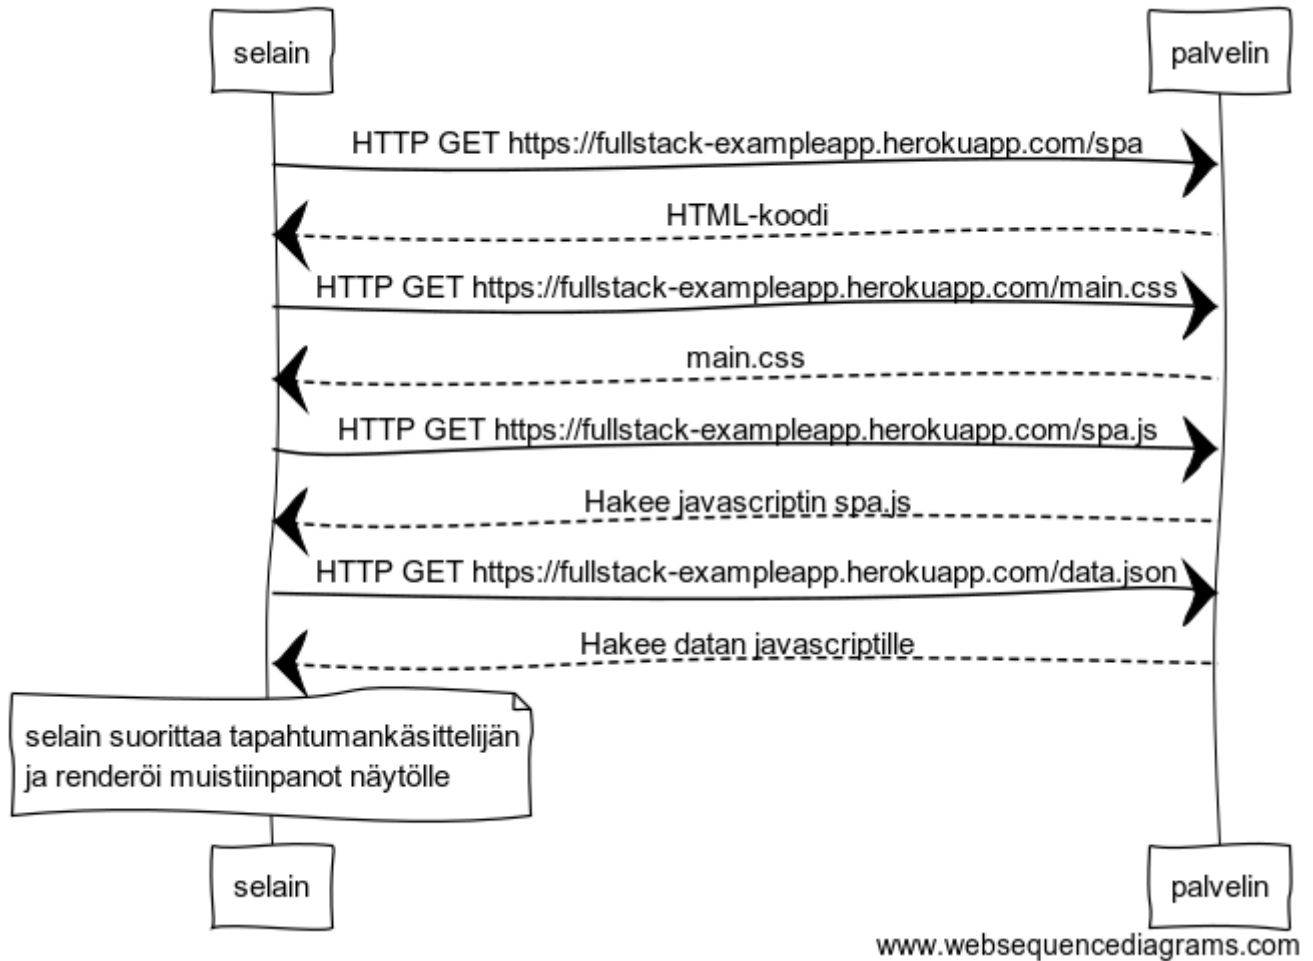 selain
palvelin
HTTP GET https://fullstack-exampleapp.herokuapp.com/spa
HTML-koodi
HTTP GET https://fullstack-exampleapp.herokuapp.com/main.css
main.css
HTTP GET https://fullstack-exampleapp.herokuapp.com/spa.js
Hakee javascriptin spa.js
HTTP GET https://fullstack-exampleapp.herokuapp.com/data.json
Hakee datan javascriptille
selain suorittaa tapahtumankäsittelijän
ja renderöi muistiinpanot näytölle
selain
palvelin
www.websequencediagrams.com